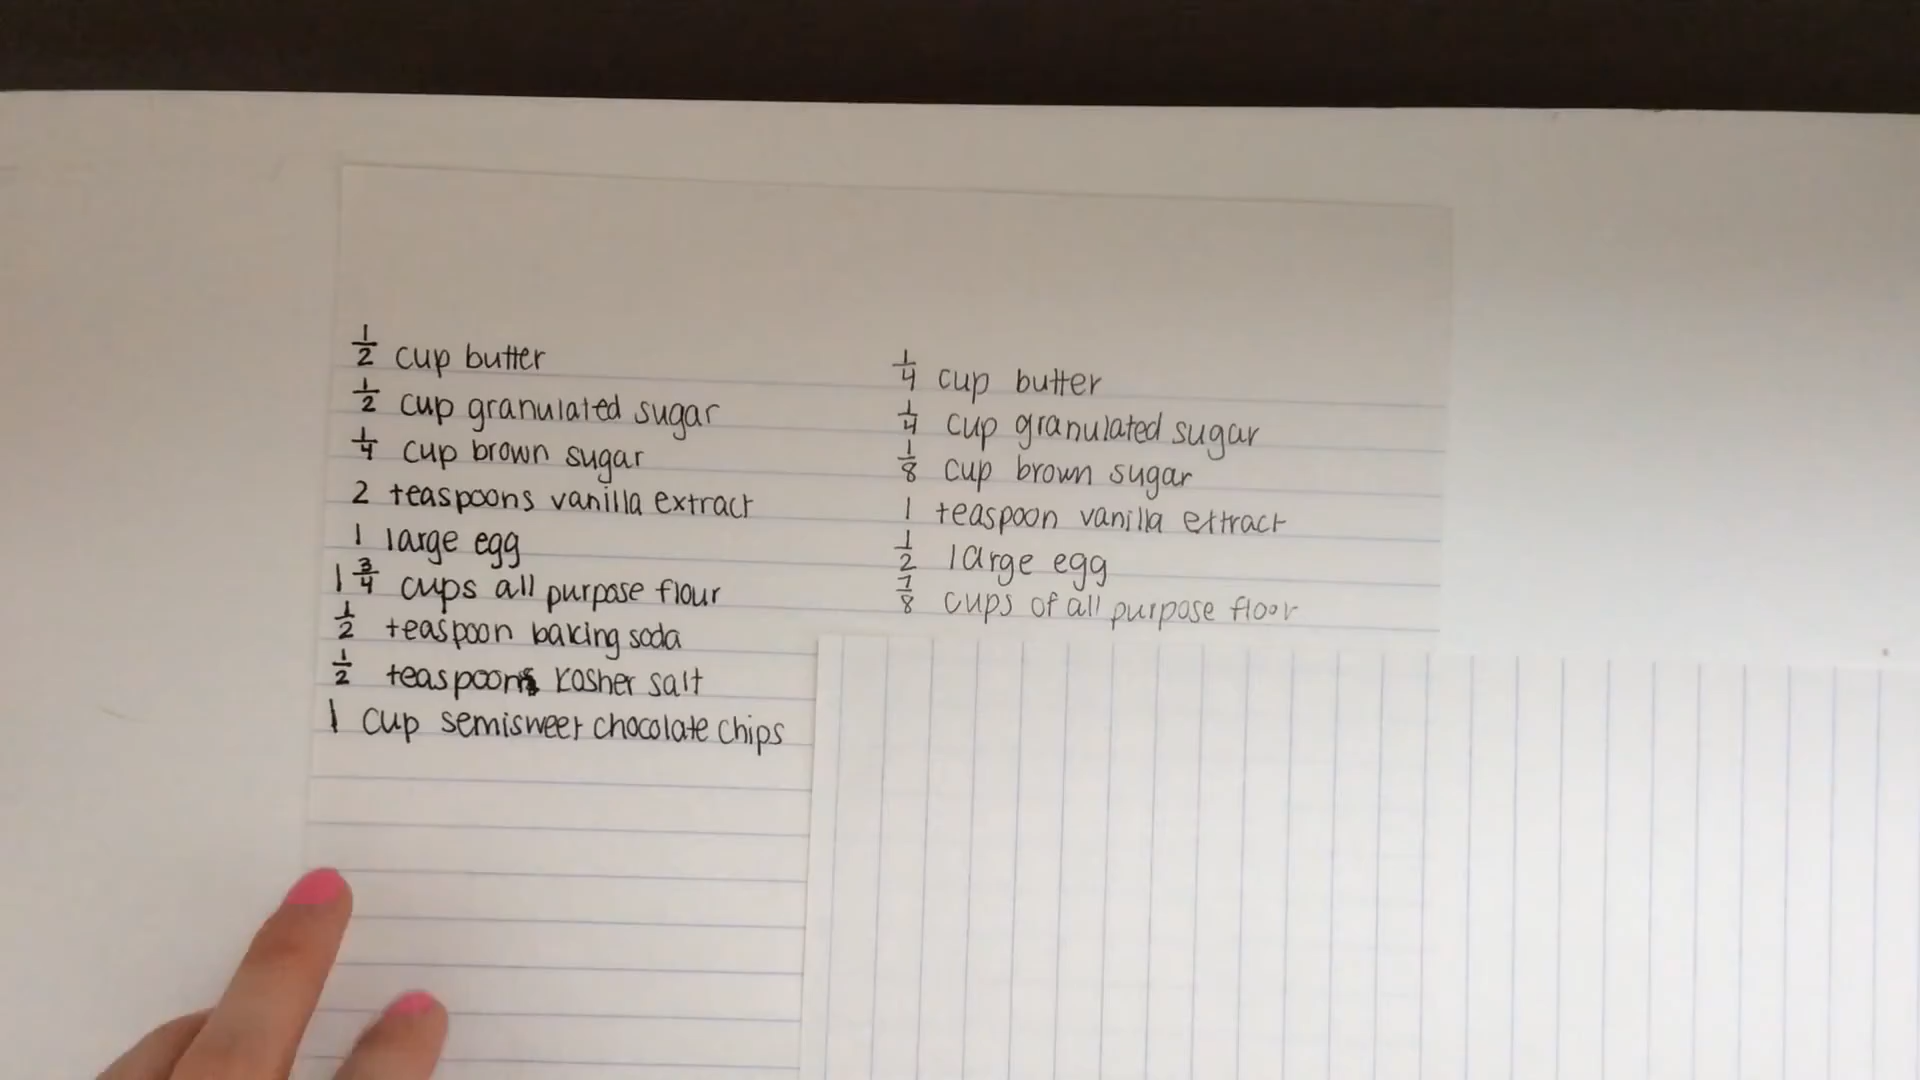 1/2 cup butter
1/2 cup granulated sugar
1/4 cup brown sugar
2 teaspoons vanilla extract
1 large egg
1 3/4 cups all purpose flour
1/2 teaspoon baking soda
1/2 teaspoon kosher salt
1 cup semisweet chocolate chips
1/4 cup butter
1/4 cup granulated sugar
1/8 cup brown sugar
1 teaspoon vanilla extract
1/2 large egg
7/8 cups of all purpose floor